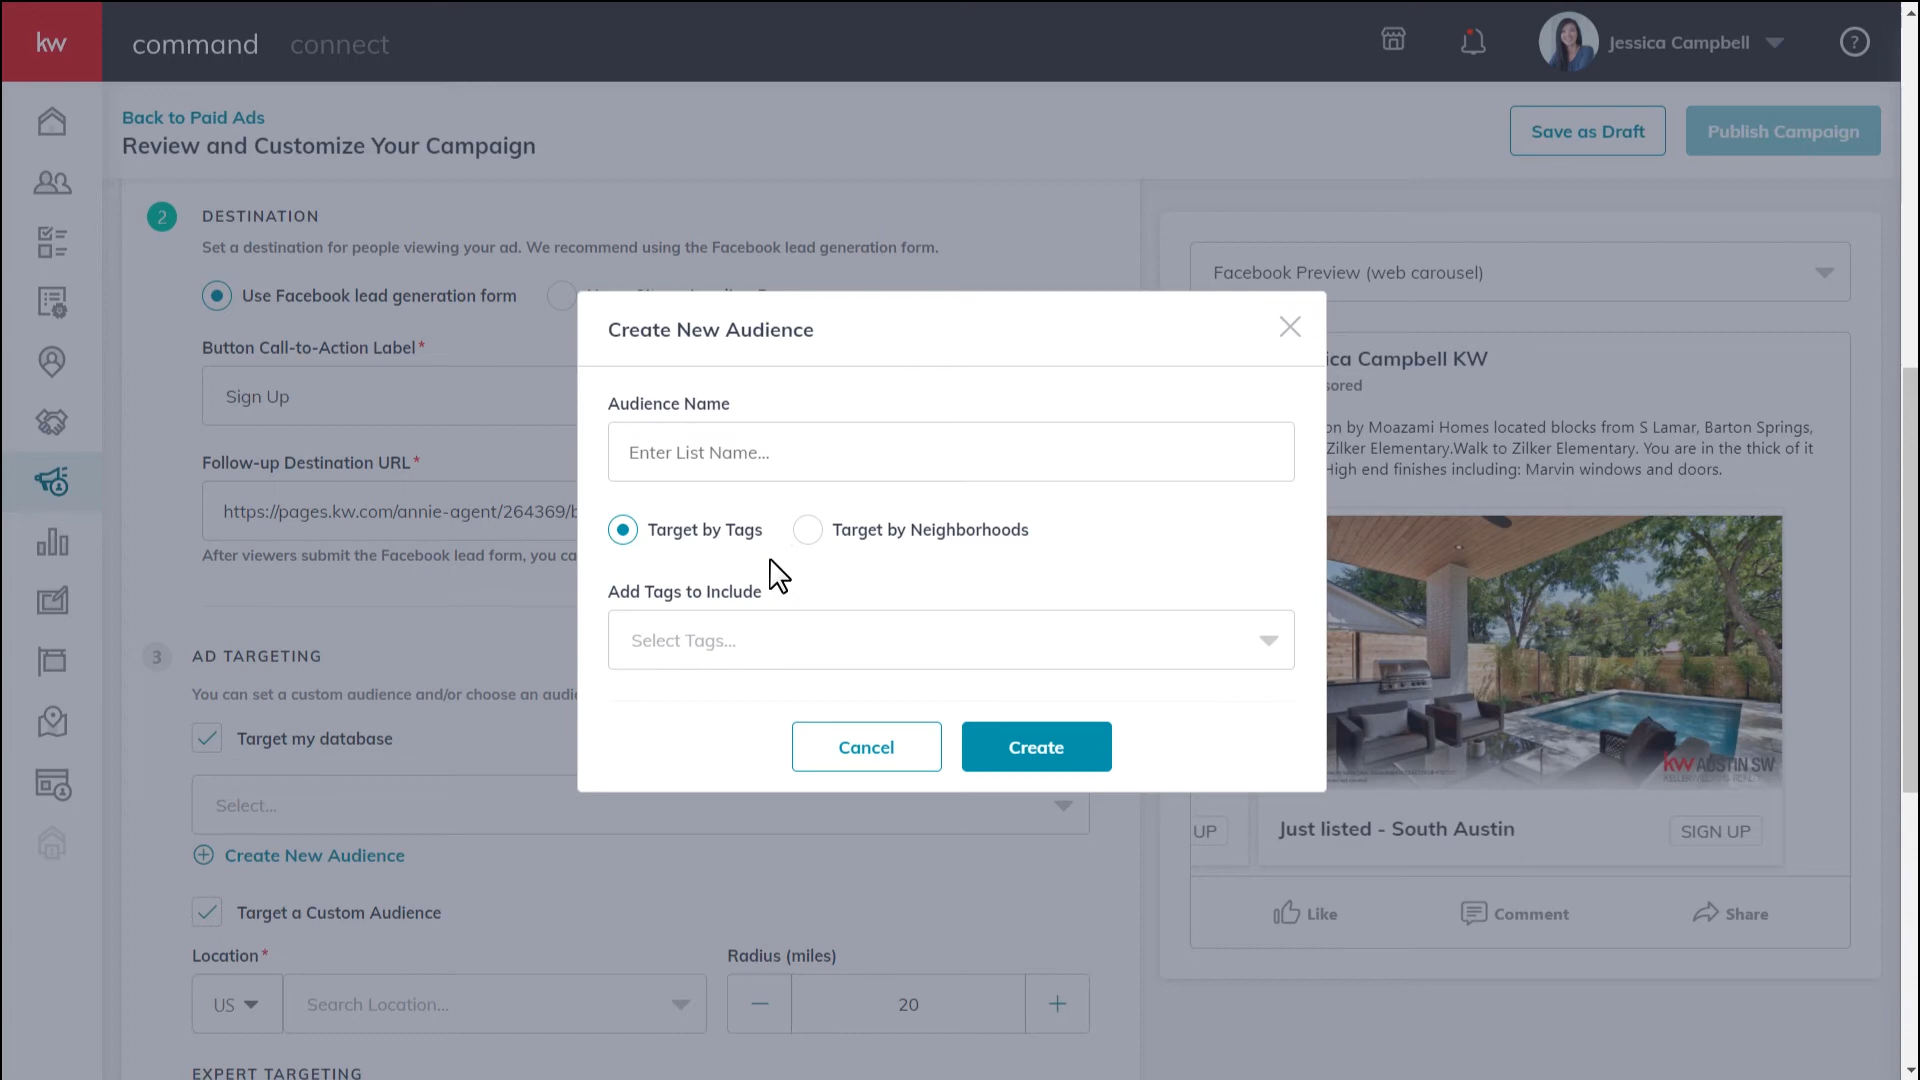 kw
command connect
Jessica Campbell
?
Back to Paid Ads
Review and Customize Your Campaign
Save as Draft
Publish Campaign
2
DESTINATION
Set a destination for people viewing your ad. We recommend using the Facebook lead generation form.
Use Facebook lead generation form
Button Call-to-Action Label*
Sign Up
Follow-up Destination URL*
https://pages.kw.com/annie-agent/264369/b
After viewers submit the Facebook lead form, you ca
3
AD TARGETING
You can set a custom audience and/or choose an audi
Target my database
Select...
Create New Audience
Target a Custom Audience
Location*
US
Search Location...
Radius (miles)
20
EXPERT TARGETING
Create New Audience
Audience Name
Enter List Name...
Target by Tags
Target by Neighborhoods
Add Tags to Include
Select Tags...
Cancel
Create
Facebook Preview (web carousel)
ica Campbell KW
sored
on by Moazami Homes located blocks from S Lamar, Barton Springs,
Zilker Elementary.Walk to Zilker Elementary. You are in the thick of it
High end finishes including: Marvin windows and doors.
kw AUSTIN SW
KELLERWILLIAMS REALTY
UP
Just listed - South Austin
SIGN UP
Like
Comment
Share